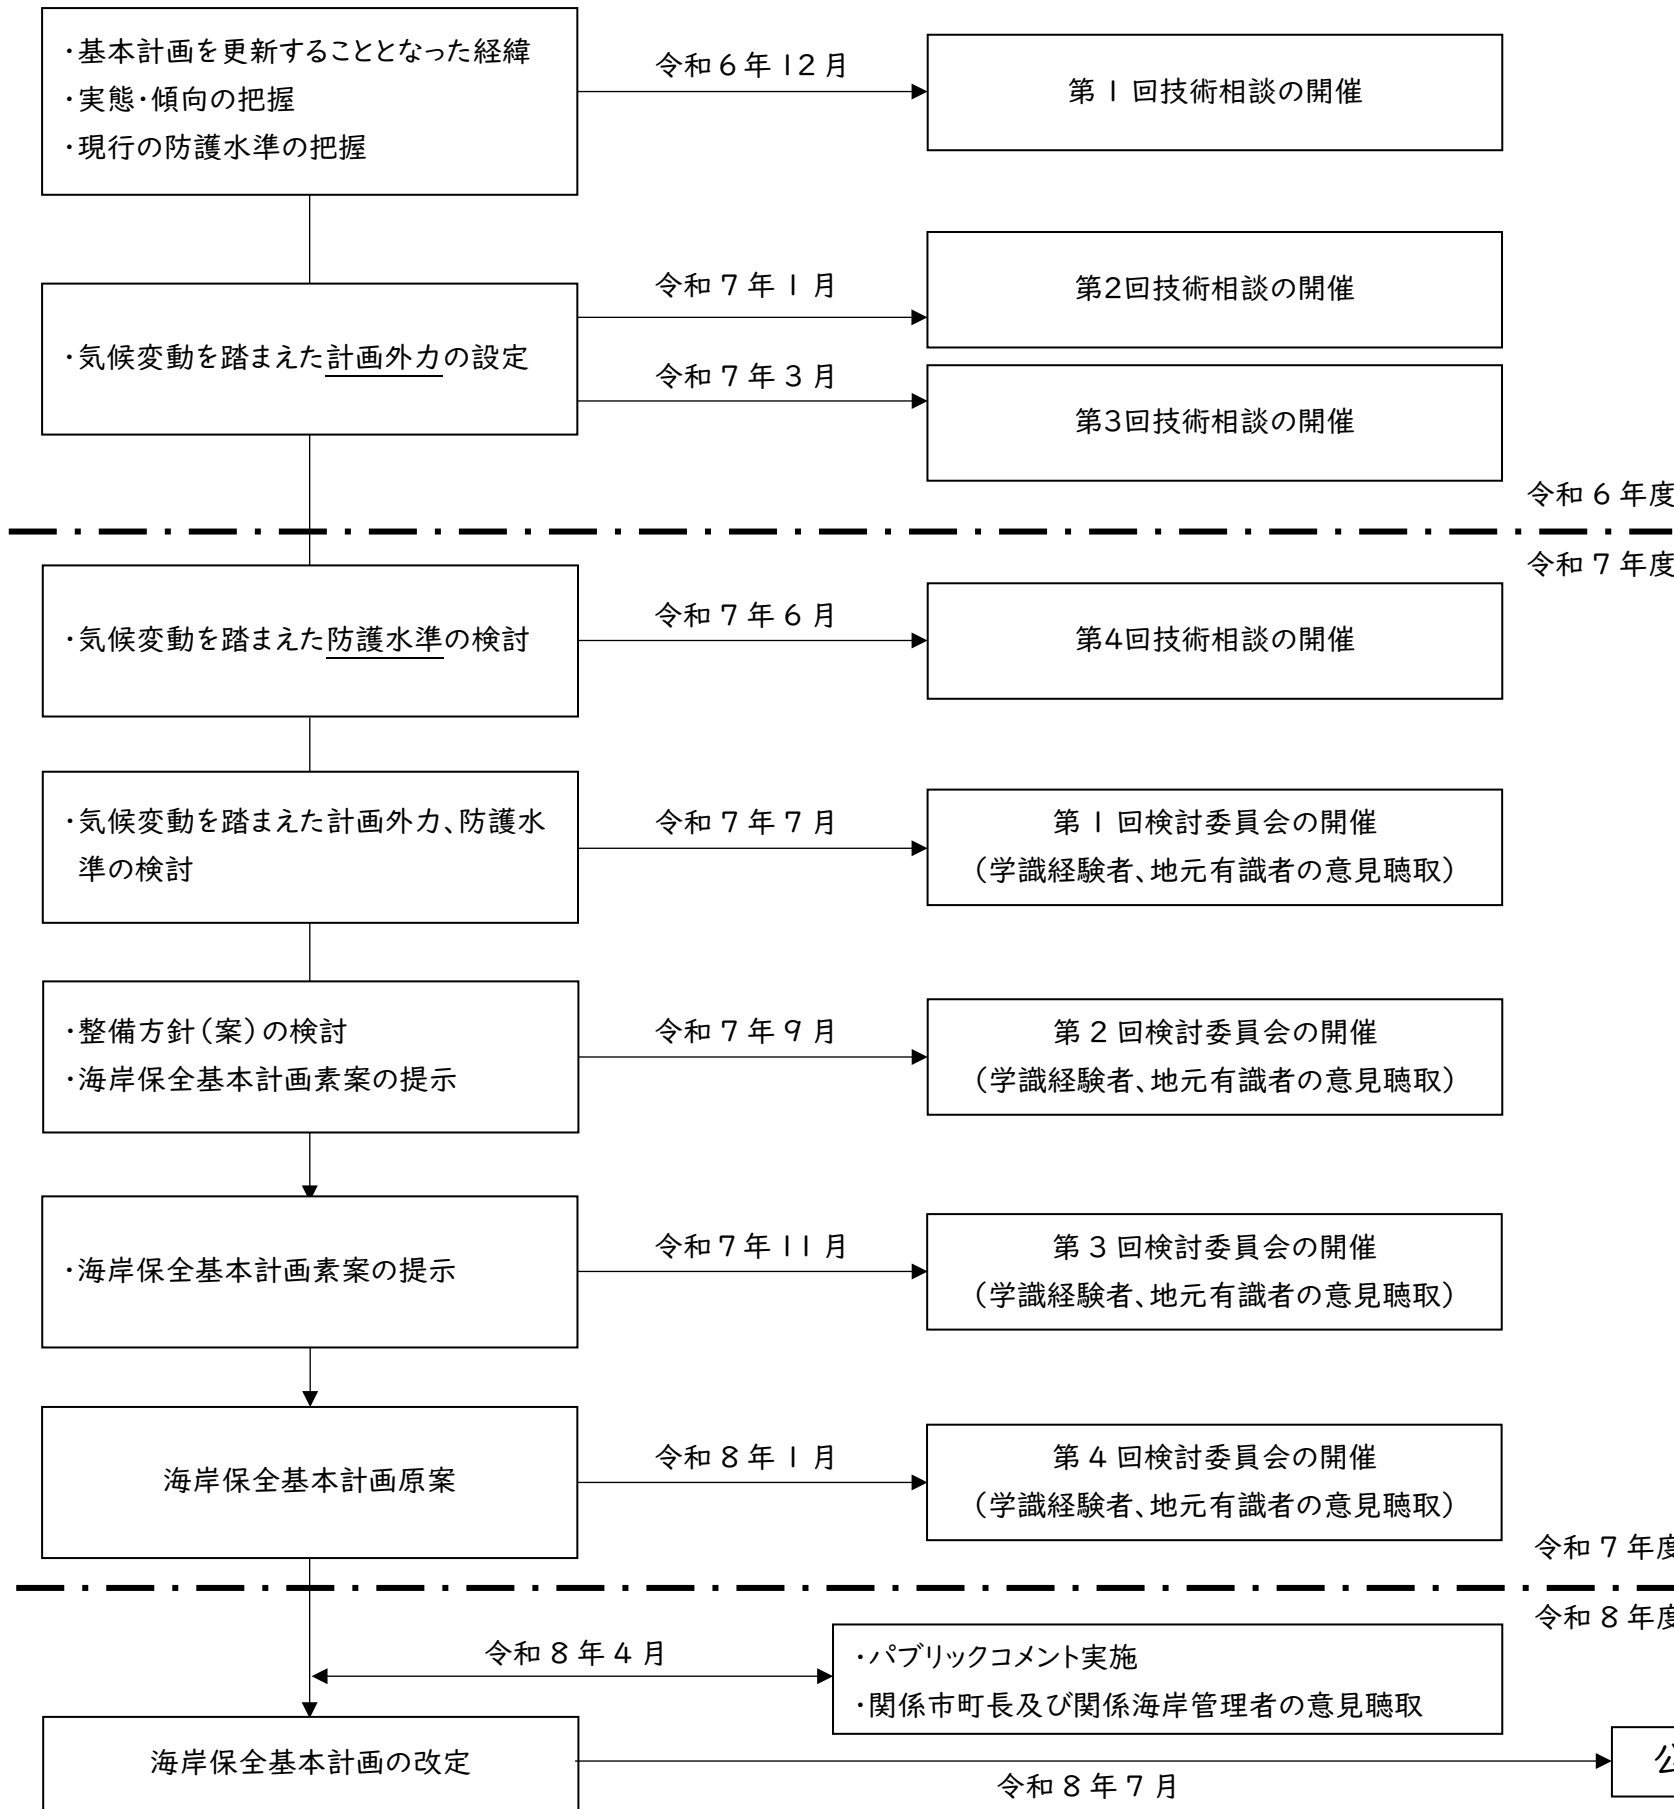 ・基本計画を更新することとなった経緯
・実態・傾向の把握
・現行の防護水準の把握
令和6年12月
第1回技術相談の開催
・気候変動を踏まえた計画外力の設定
令和7年1月
第2回技術相談の開催
令和7年3月
第3回技術相談の開催
令和6年度
令和7年度
・気候変動を踏まえた防護水準の検討
令和7年6月
第4回技術相談の開催
・気候変動を踏まえた計画外力、防護水
準の検討
令和7年7月
第1回検討委員会の開催
(学識経験者、地元有識者の意見聴取)
・整備方針(案)の検討
・海岸保全基本計画素案の提示
令和7年9月
第2回検討委員会の開催
(学識経験者、地元有識者の意見聴取)
・海岸保全基本計画素案の提示
令和7年11月
第3回検討委員会の開催
(学識経験者、地元有識者の意見聴取)
海岸保全基本計画原案
令和8年1月
第4回検討委員会の開催
(学識経験者、地元有識者の意見聴取)
令和7年度
令和8年度
令和8年4月
・パブリックコメント実施
・関係市町長及び関係海岸管理者の意見聴取
海岸保全基本計画の改定
令和8年7月